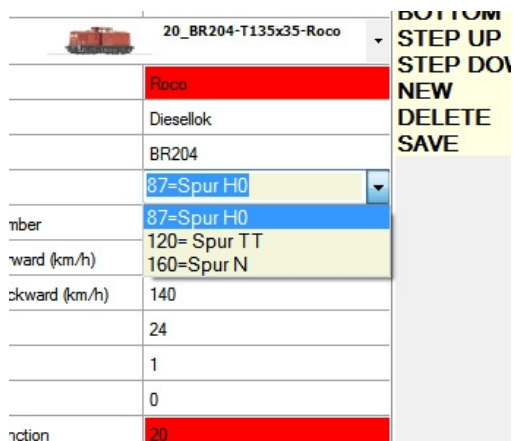 20_BR204-T135x35-Roco
BOTTOM
STEP UP
STEP DOW
NEW
DELETE
SAVE
Roco
Diesellok
BR204
87=Spur H0
87=Spur H0
120= Spur TT
160=Spur N
mber
rward (km/h)
ckward (km/h)
140
24
1
0
nction
20